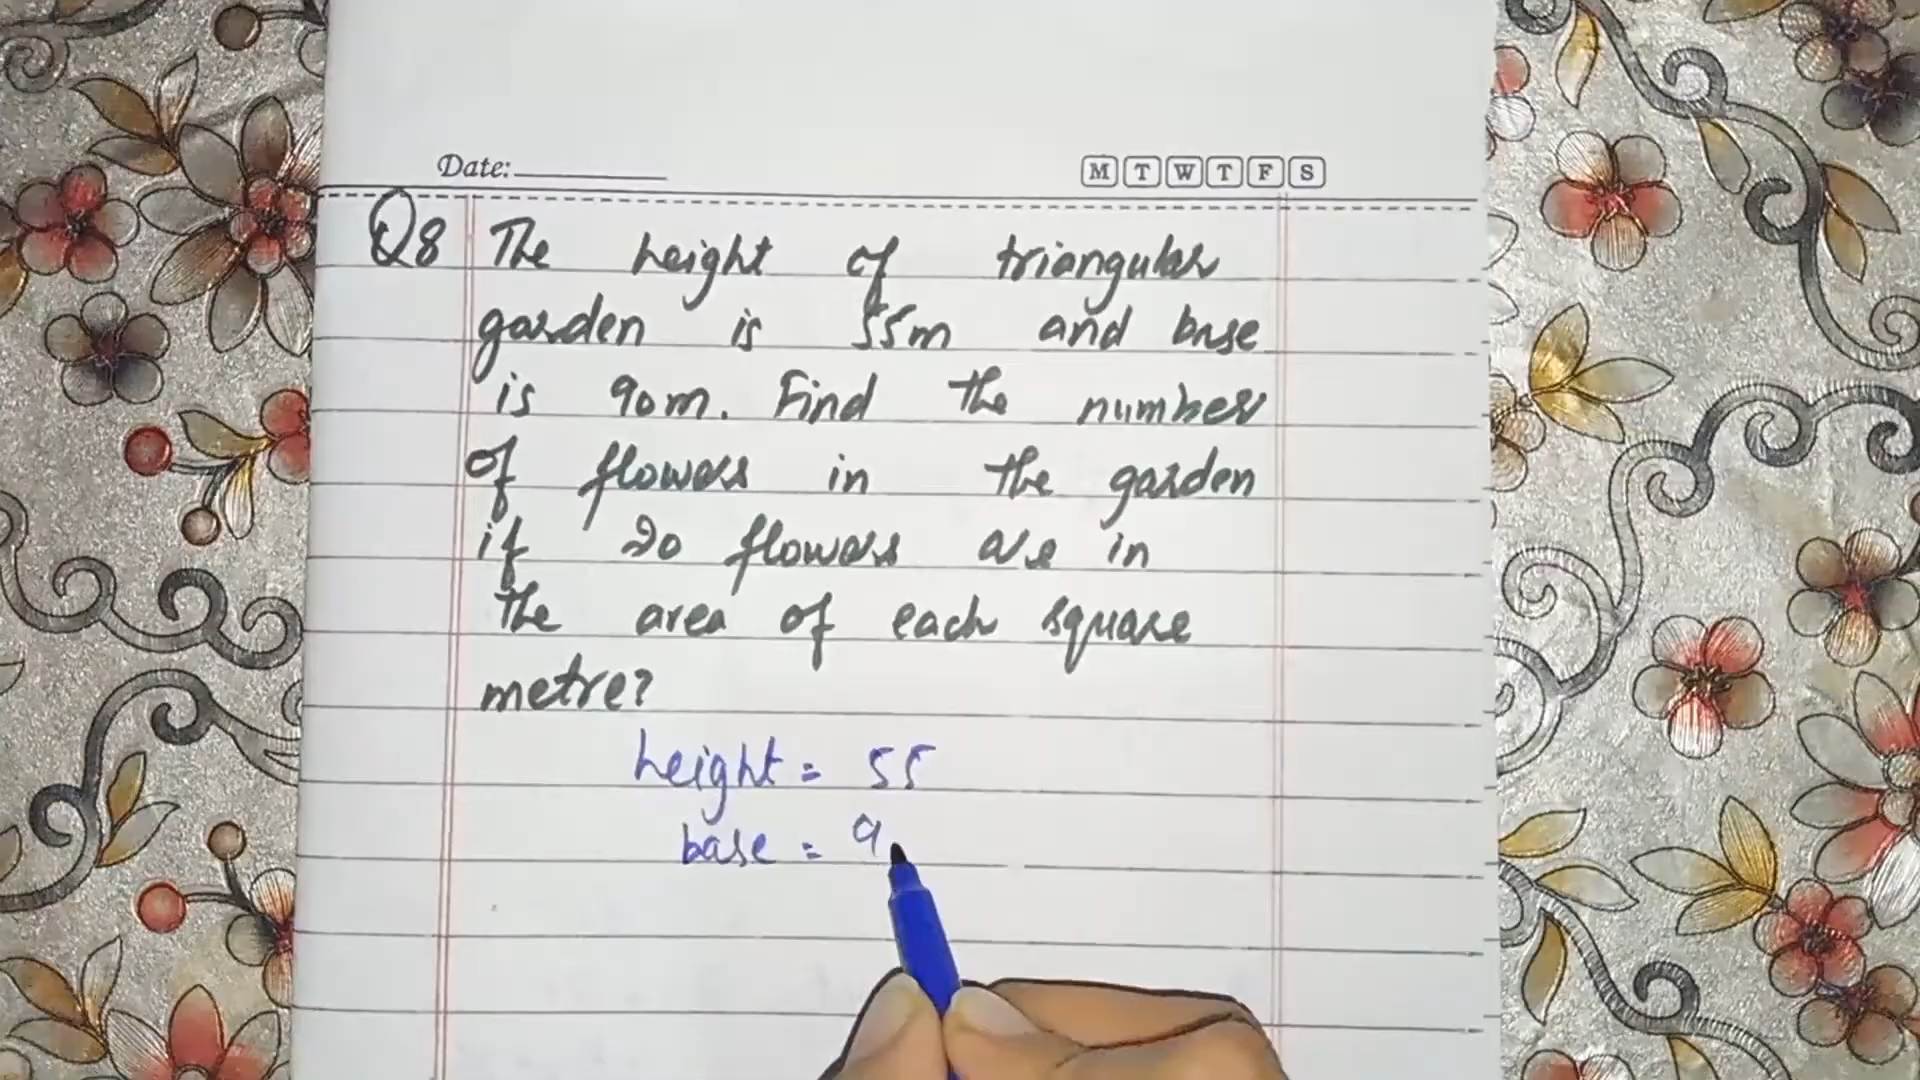 Date:
M T W T F S
Q8 The height of triangular
garden is 55m and base
is 90m. Find the number
of flowers in the garden
if 20 flowers are in
the area of each square
metre?
height = 55
base = 9